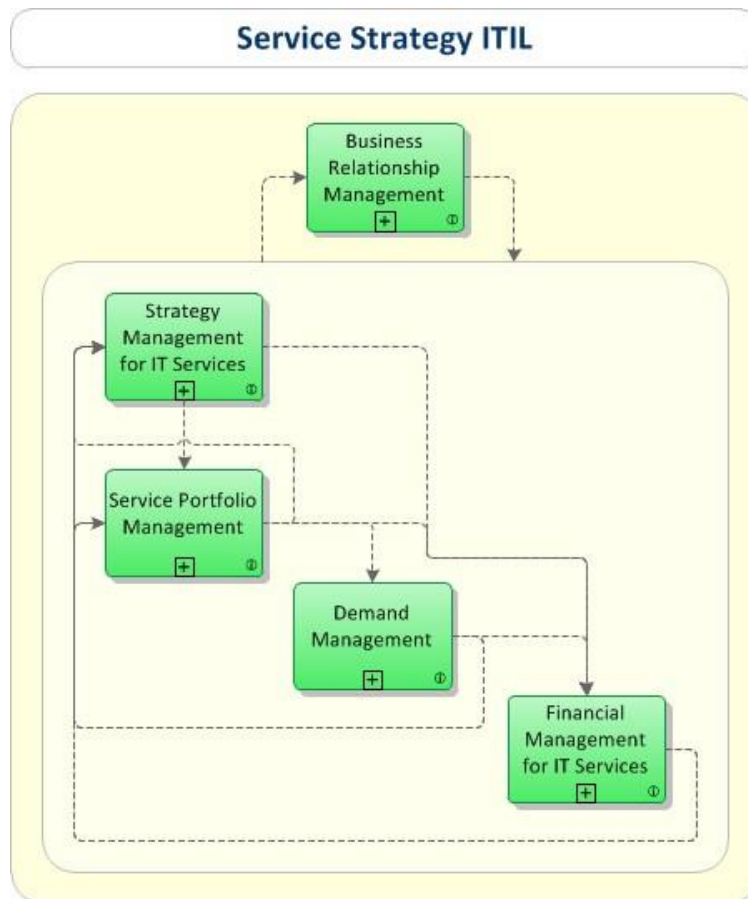 Service Strategy ITIL
Business
Relationship
Management
Strategy
Management
for IT Services
Service Portfolio
Management
Demand
Management
Financial
Management
for IT Services